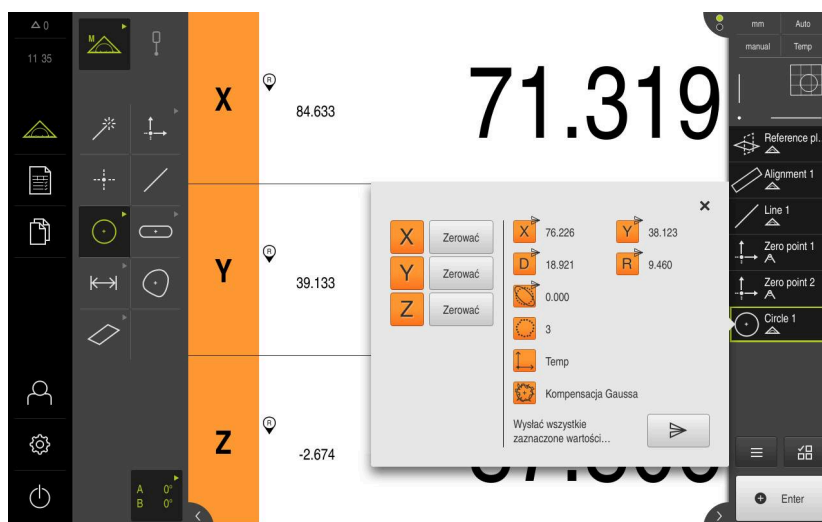 0
11 35
M
A 0°
B 0°
X
R
84.633
71.319
Y
R
39.133
Z
R
-2.674
X Zerować
Y Zerować
Z Zerować
X 76.226 Y 38.123
D 18.921 R 9.460
0.000
3
Temp
Kompensacja Gaussa
Wysłać wszystkie
zaznaczone wartości...
mm Auto
manual Temp
Reference pl...
Alignment 1
Line 1
Zero point 1
Zero point 2
Circle 1
Enter